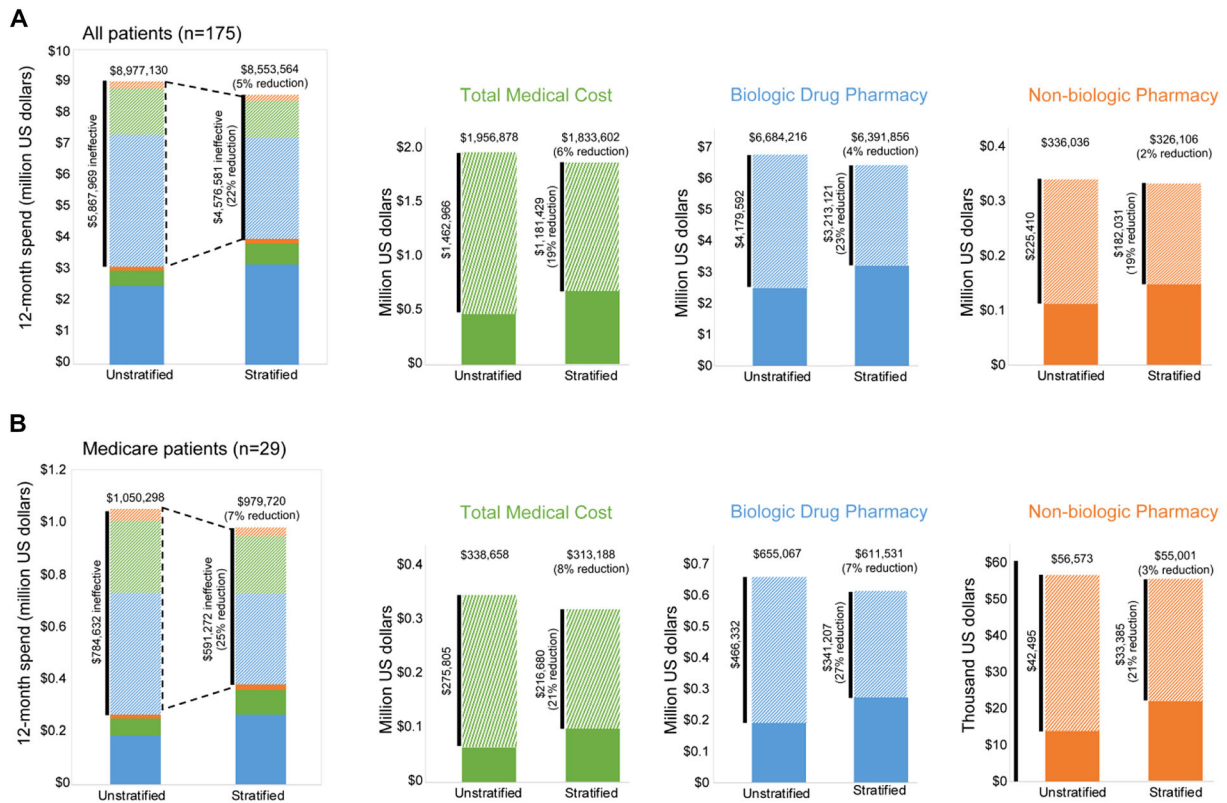 A
All patients (n=175)
12-month spend (million US dollars)
$10
$9
$8
$7
$6
$5
$4
$3
$2
$1
$0
$8,977,130
$8,553,564
(5% reduction)
$5,867,969 ineffective
$4,576,581 ineffective
(22% reduction)
Unstratified
Stratified
Total Medical Cost
Million US dollars
$2.0
$1.5
$1.0
$0.5
$0
$1,956,878
$1,833,602
(6% reduction)
$1,462,966
$1,181,429
(19% reduction)
Unstratified
Stratified
Biologic Drug Pharmacy
Million US dollars
$7
$6
$5
$4
$3
$2
$1
$0
$6,684,216
$6,391,856
(4% reduction)
$4,179,592
$3,213,121
(23% reduction)
Unstratified
Stratified
Non-biologic Pharmacy
Million US dollars
$0.4
$0.3
$0.2
$0.1
$0
$336,036
$326,106
(2% reduction)
$225,410
$182,031
(19% reduction)
Unstratified
Stratified
B
Medicare patients (n=29)
12-month spend (million US dollars)
$1.2
$1.0
$0.8
$0.6
$0.4
$0.2
$0
$1,050,298
$979,720
(7% reduction)
$784,632 ineffective
$591,272 ineffective
(25% reduction)
Unstratified
Stratified
Total Medical Cost
Million US dollars
$0.4
$0.3
$0.2
$0.1
$0
$338,658
$313,188
(8% reduction)
$275,805
$216,680
(21% reduction)
Unstratified
Stratified
Biologic Drug Pharmacy
Million US dollars
$0.7
$0.6
$0.5
$0.4
$0.3
$0.2
$0.1
$0
$655,067
$611,531
(7% reduction)
$466,332
$341,207
(27% reduction)
Unstratified
Stratified
Non-biologic Pharmacy
Thousand US dollars
$60
$50
$40
$30
$20
$10
$0
$56,573
$55,001
(3% reduction)
$42,495
$33,385
(21% reduction)
Unstratified
Stratified